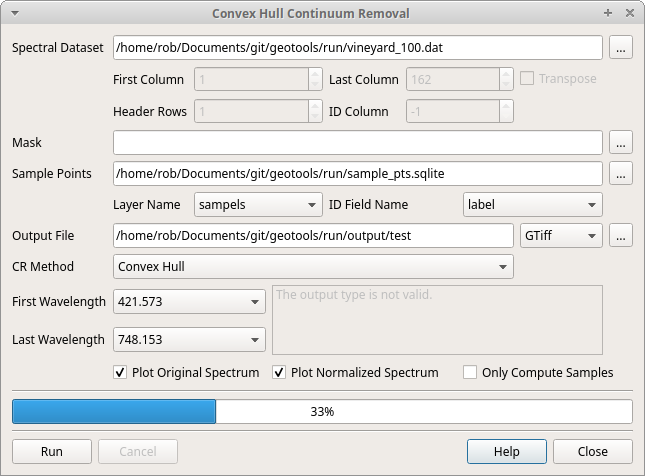 Convex Hull Continuum Removal
Spectral Dataset /home/rob/Documents/git/geotools/run/vineyard_100.dat ...
First Column 1 Last Column 162 Transpose
Header Rows 1 ID Column -1
Mask ...
Sample Points /home/rob/Documents/git/geotools/run/sample_pts.sqlite ...
Layer Name sampels ID Field Name label
Output File /home/rob/Documents/git/geotools/run/output/test GTiff ...
CR Method Convex Hull
First Wavelength 421.573 The output type is not valid.
Last Wavelength 748.153
Plot Original Spectrum Plot Normalized Spectrum Only Compute Samples
33%
Run Cancel Help Close